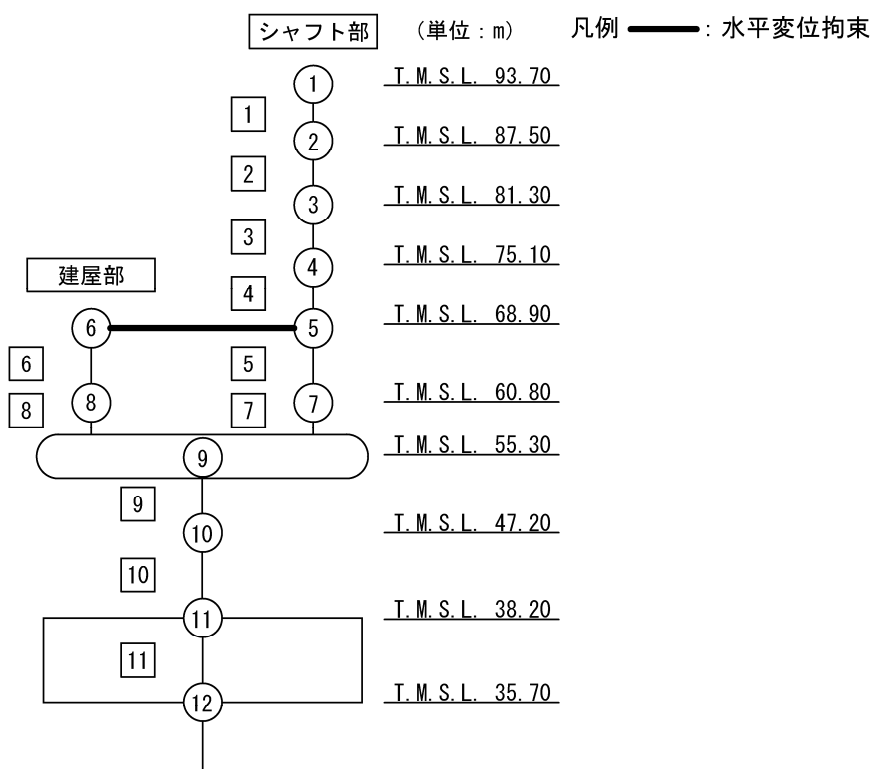 シャフト部 (単位：m) 凡例 ：水平変位拘束
1 T.M.S.L. 93.70
1
2 T.M.S.L. 87.50
2
3 T.M.S.L. 81.30
3
4 T.M.S.L. 75.10
建屋部
4
6 5 T.M.S.L. 68.90
6 5
8 7 T.M.S.L. 60.80
8 7
9 T.M.S.L. 55.30
9
10 T.M.S.L. 47.20
10
11 T.M.S.L. 38.20
11
12 T.M.S.L. 35.70